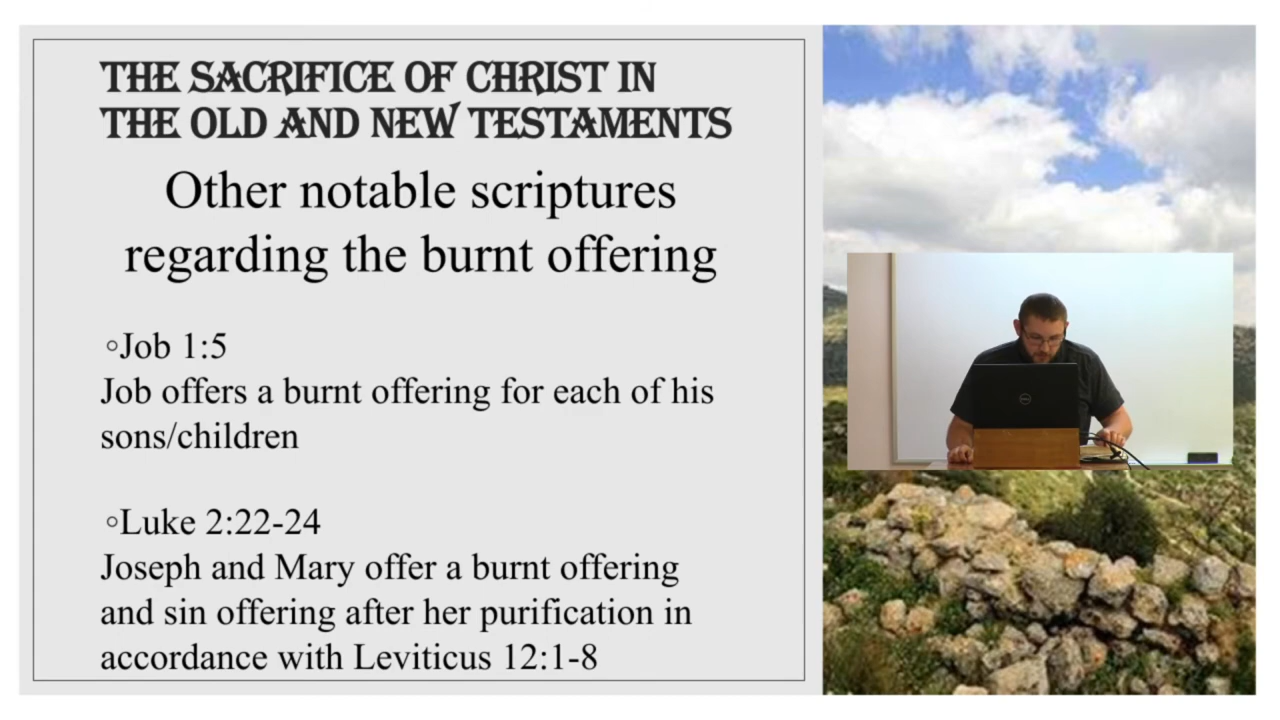 THE SACRIFICE OF CHRIST IN
THE OLD AND NEW TESTAMENTS
Other notable scriptures
regarding the burnt offering
◦Job 1:5
Job offers a burnt offering for each of his
sons/children
◦Luke 2:22-24
Joseph and Mary offer a burnt offering
and sin offering after her purification in
accordance with Leviticus 12:1-8